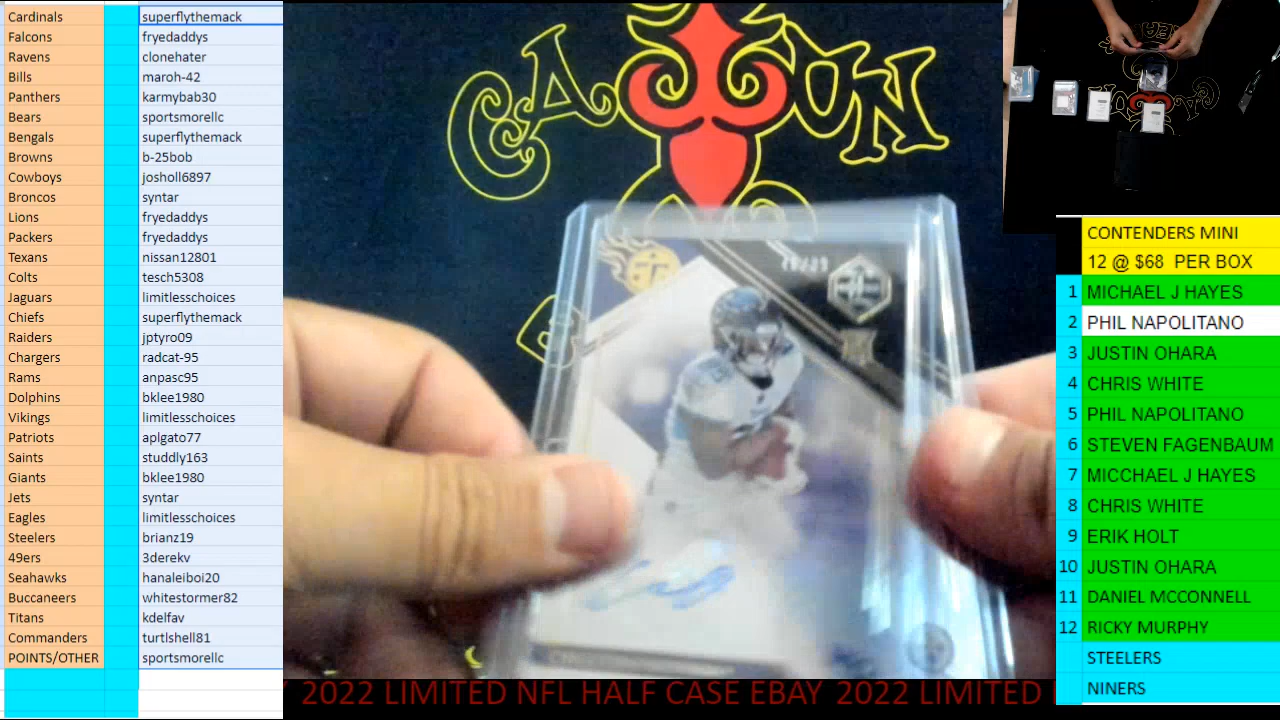 Cardinals superflythemack
Falcons fryedaddys
Ravens clonehater
Bills maroh-42
Panthers karmybab30
Bears sportsmorellc
Bengals superflythemack
Browns b-25bob
Cowboys josholl6897
Broncos syntar
Lions fryedaddys
Packers fryedaddys
Texans nissan12801
Colts tesch5308
Jaguars limitlesschoices
Chiefs superflythemack
Raiders jptyro09
Chargers radcat-95
Rams anpasc95
Dolphins bklee1980
Vikings limitlesschoices
Patriots aplgato77
Saints studdly163
Giants bklee1980
Jets syntar
Eagles limitlesschoices
Steelers brianz19
49ers 3derekv
Seahawks hanaleiboi20
Buccaneers whitestormer82
Titans kdelfav
Commanders turtlshell81
POINTS/OTHER sportsmorellc
CONTENDERS MINI
12 @ $68 PER BOX
1 MICHAEL J HAYES
2 PHIL NAPOLITANO
3 JUSTIN OHARA
4 CHRIS WHITE
5 PHIL NAPOLITANO
6 STEVEN FAGENBAUM
7 MICCHAEL J HAYES
8 CHRIS WHITE
9 ERIK HOLT
10 JUSTIN OHARA
11 DANIEL MCCONNELL
12 RICKY MURPHY
STEELERS
NINERS
2022 LIMITED NFL HALF CASE EBAY 2022 LIMITED